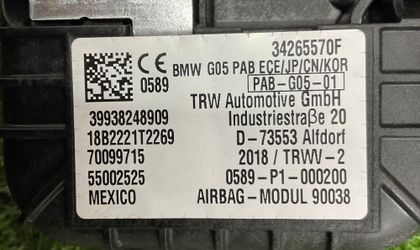 34265570F
BMW G05 PAB ECE/JP/CN/KOR
0589 PAB-G05-01
TRW Automotive GmbH
39938248909 Industriestraße 20
18B2221T2269 D-73553 Alfdorf
70099715 2018 / TRW-2
55002525 0589-P1-000200
MEXICO AIRBAG-MODUL 90038